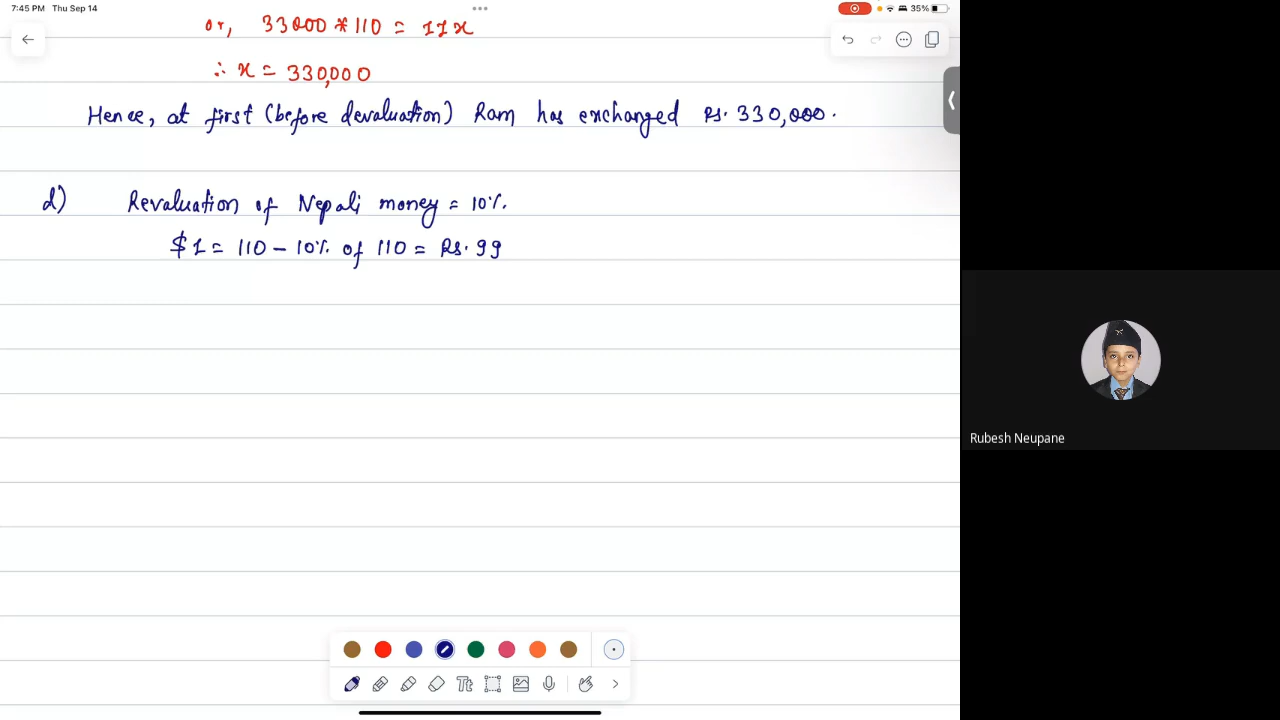 7:45 PM Thu Sep 14
35%
or, 33000 * 110 = 11x
∴ x = 330,000
Hence, at first (before devaluation) Ram has exchanged Rs. 330,000.
d) Revaluation of Nepali money = 10%.
$1 = 110 - 10% of 110 = Rs. 99
Rubesh Neupane
Tt